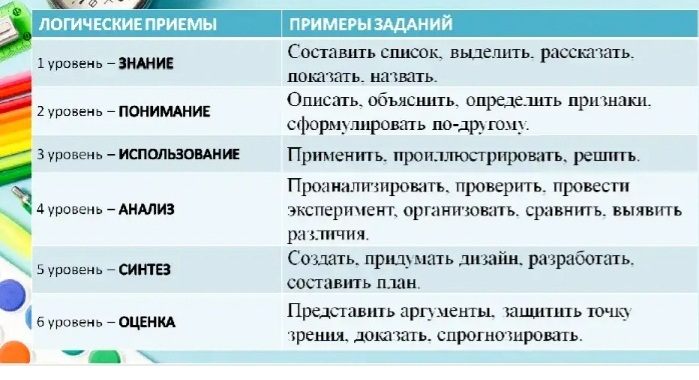 ЛОГИЧЕСКИЕ ПРИЕМЫ
ПРИМЕРЫ ЗАДАНИЙ
1 уровень – ЗНАНИЕ
Составить список, выделить, рассказать,
показать, назвать.
2 уровень – ПОНИМАНИЕ
Описать, объяснить, определить признаки,
сформулировать по-другому.
3 уровень – ИСПОЛЬЗОВАНИЕ
Применить, проиллюстрировать, решить.
4 уровень – АНАЛИЗ
Проанализировать, проверить, провести
эксперимент, организовать, сравнить, выявить
различия.
5 уровень – СИНТЕЗ
Создать, придумать дизайн, разработать,
составить план.
6 уровень – ОЦЕНКА
Представить аргументы, защитить точку
зрения, доказать, спрогнозировать.